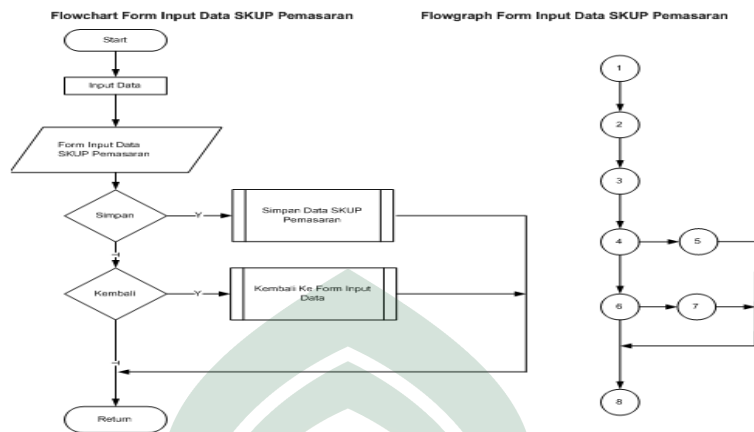 Flowchart Form Input Data SKUP Pemasaran
Start
Input Data
Form Input Data
SKUP Pemasaran
Simpan
Y
Simpan Data SKUP
Pemasaran
T
Kembali
Y
Kembali Ke Form Input
Data
T
Return
Flowgraph Form Input Data SKUP Pemasaran
1
2
3
4
5
6
7
8